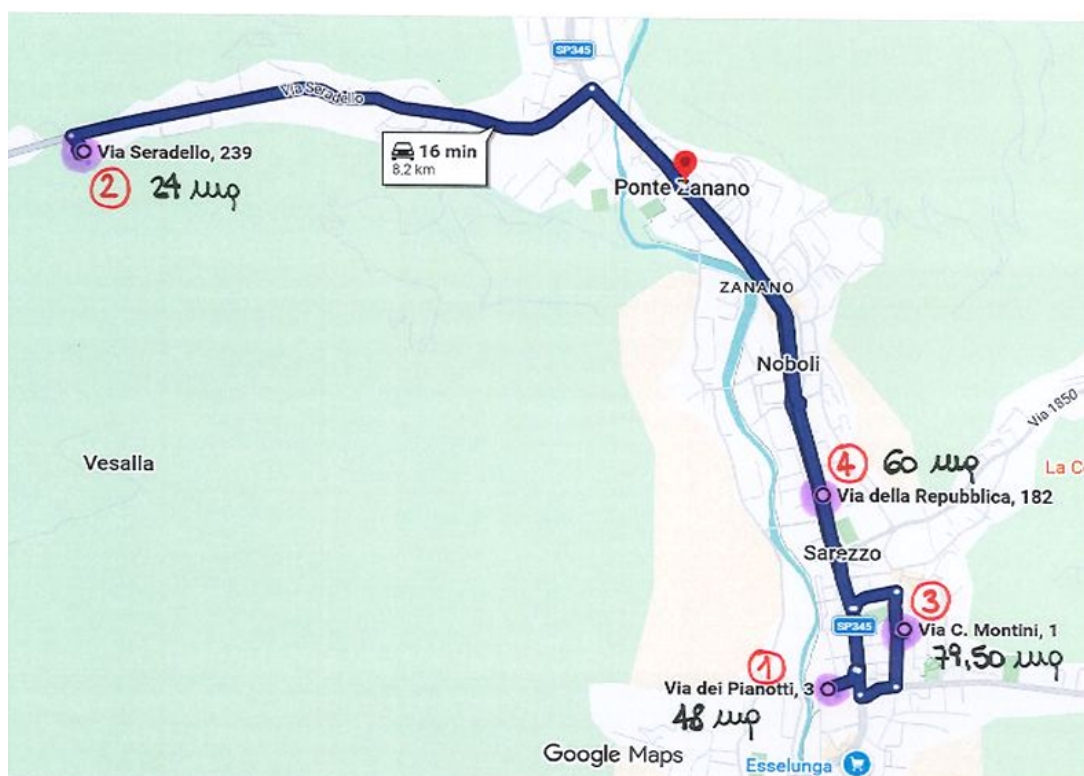 SP345
Via Seradello
16 min
8,2 km
Via Seradello, 239
2 24 mq
Ponte Zanano
ZANANO
Noboli
Via 1850
Vesalla
4 60 mq
La Co
Via della Repubblica, 182
Sarezzo
3
SP345
Via C. Montini, 1
79,50 mq
1
Via dei Pianotti, 3
48 mq
Google Maps
Esselunga